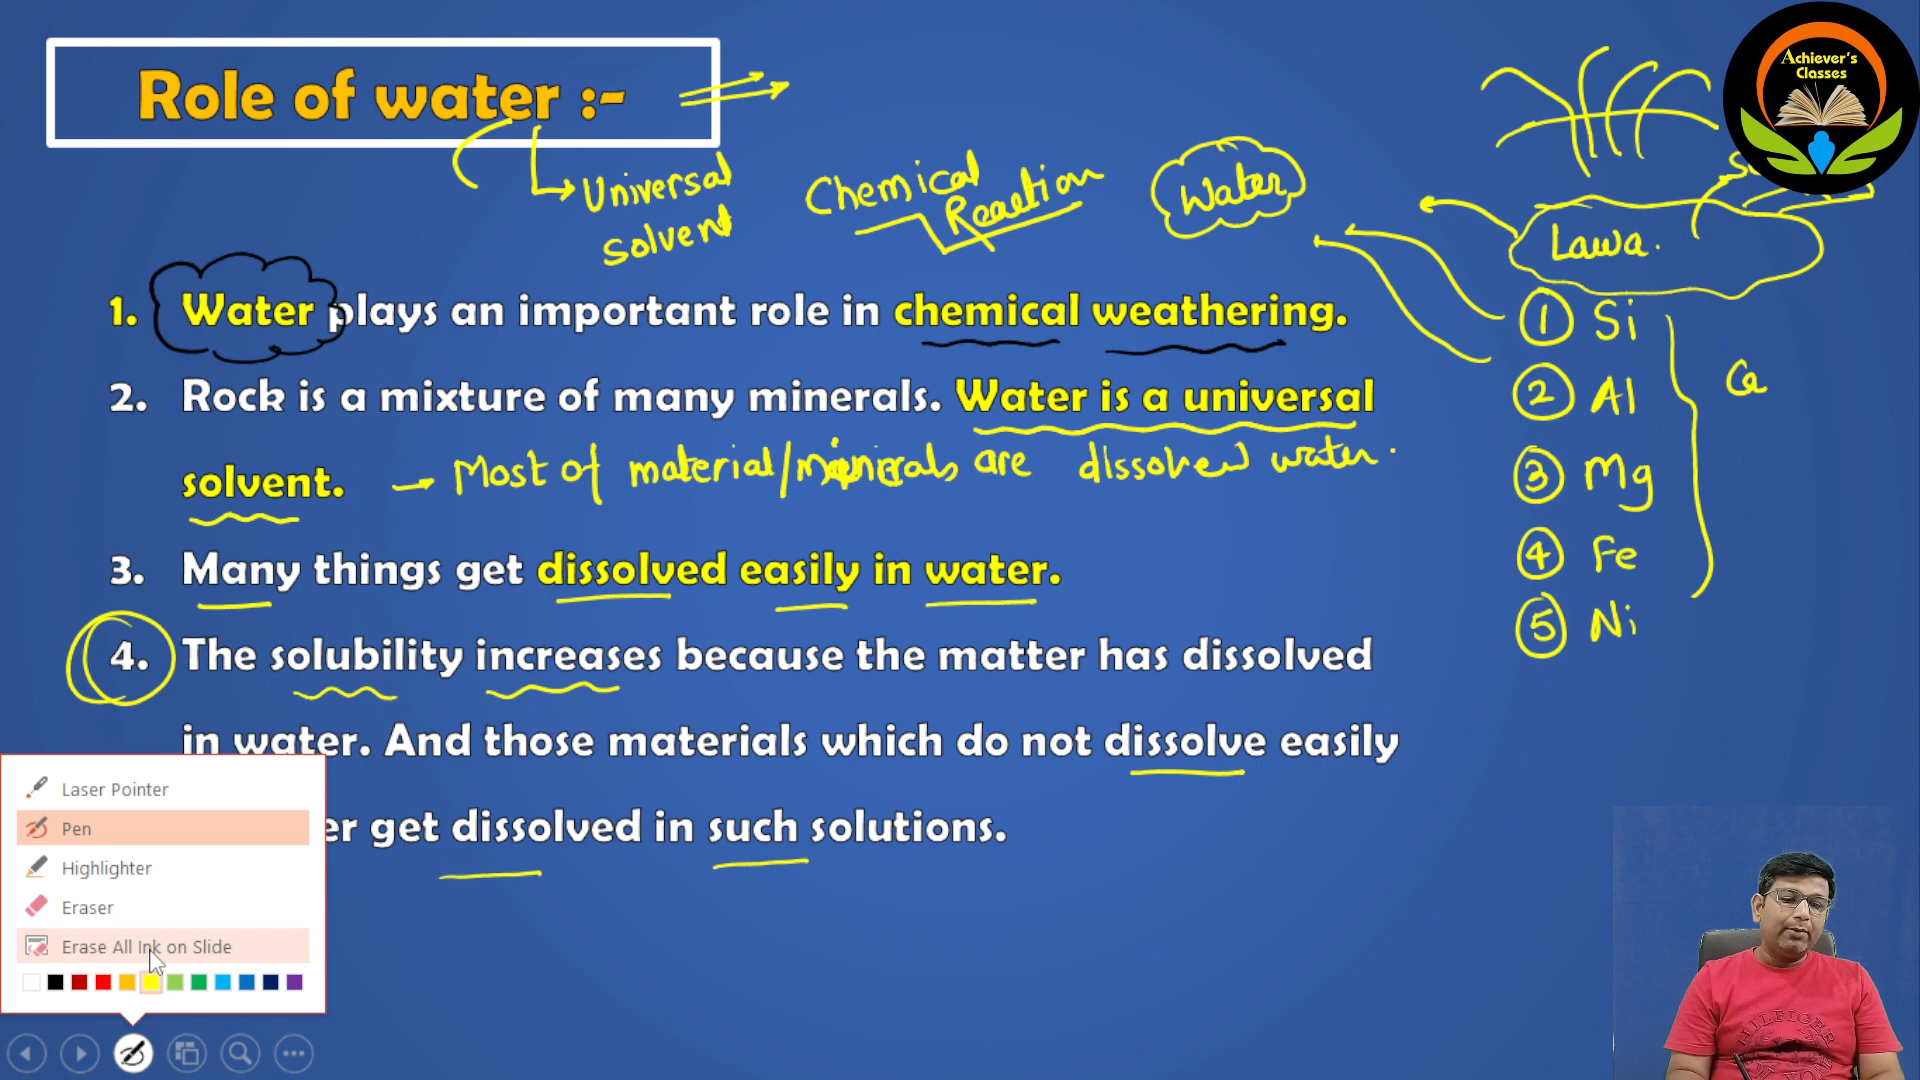 Role of water :-
Achiever's
Classes
Universal
solvent
Chemical
Reaction
Water
Lawa.
1. Water plays an important role in chemical weathering.
① Si
2. Rock is a mixture of many minerals. Water is a universal
② Al
solvent. → Most of material/minerals are dissolved water.
③ Mg
3. Many things get dissolved easily in water.
④ Fe
4. The solubility increases because the matter has dissolved
⑤ Ni
in water. And those materials which do not dissolve easily
er get dissolved in such solutions.
Laser Pointer
Pen
Highlighter
Eraser
Erase All Ink on Slide
HILFIGER